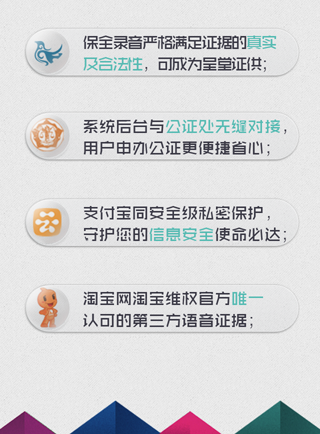 保全录音严格满足证据的真实
及合法性，可成为呈堂证供；
系统后台与公证处无缝对接，
用户申办公证更便捷省心；
支付宝同安全级私密保护，
守护您的信息安全使命必达；
淘宝网淘宝维权官方唯一
认可的第三方语音证据；